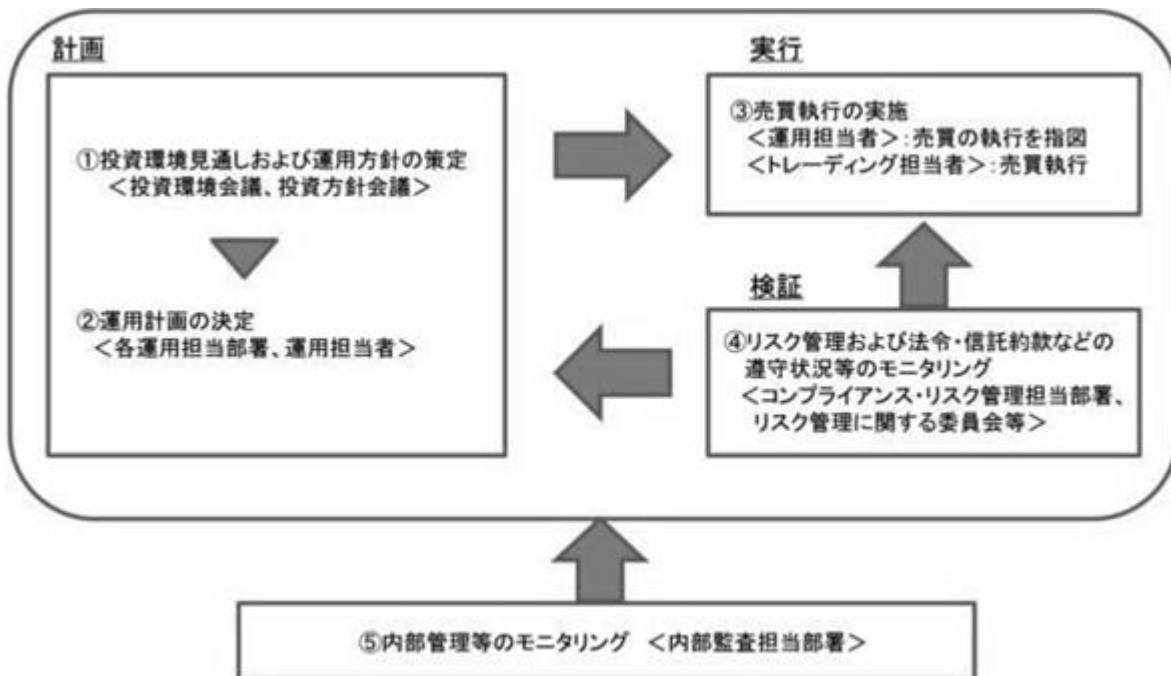 計画
①投資環境見通しおよび運用方針の策定
＜投資環境会議、投資方針会議＞
②運用計画の決定
＜各運用担当部署、運用担当者＞
実行
③売買執行の実施
＜運用担当者＞：売買の執行を指図
＜トレーディング担当者＞：売買執行
検証
④リスク管理および法令・信託約款などの
遵守状況等のモニタリング
＜コンプライアンス・リスク管理担当部署、
リスク管理に関する委員会等＞
⑤内部管理等のモニタリング ＜内部監査担当部署＞